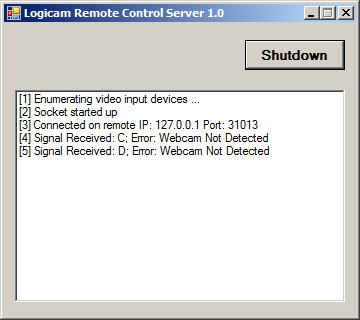 Logicam Remote Control Server 1.0
Shutdown
[1] Enumerating video input devices ...
[2] Socket started up
[3] Connected on remote IP: 127.0.0.1 Port: 31013
[4] Signal Received: C; Error: Webcam Not Detected
[5] Signal Received: D; Error: Webcam Not Detected